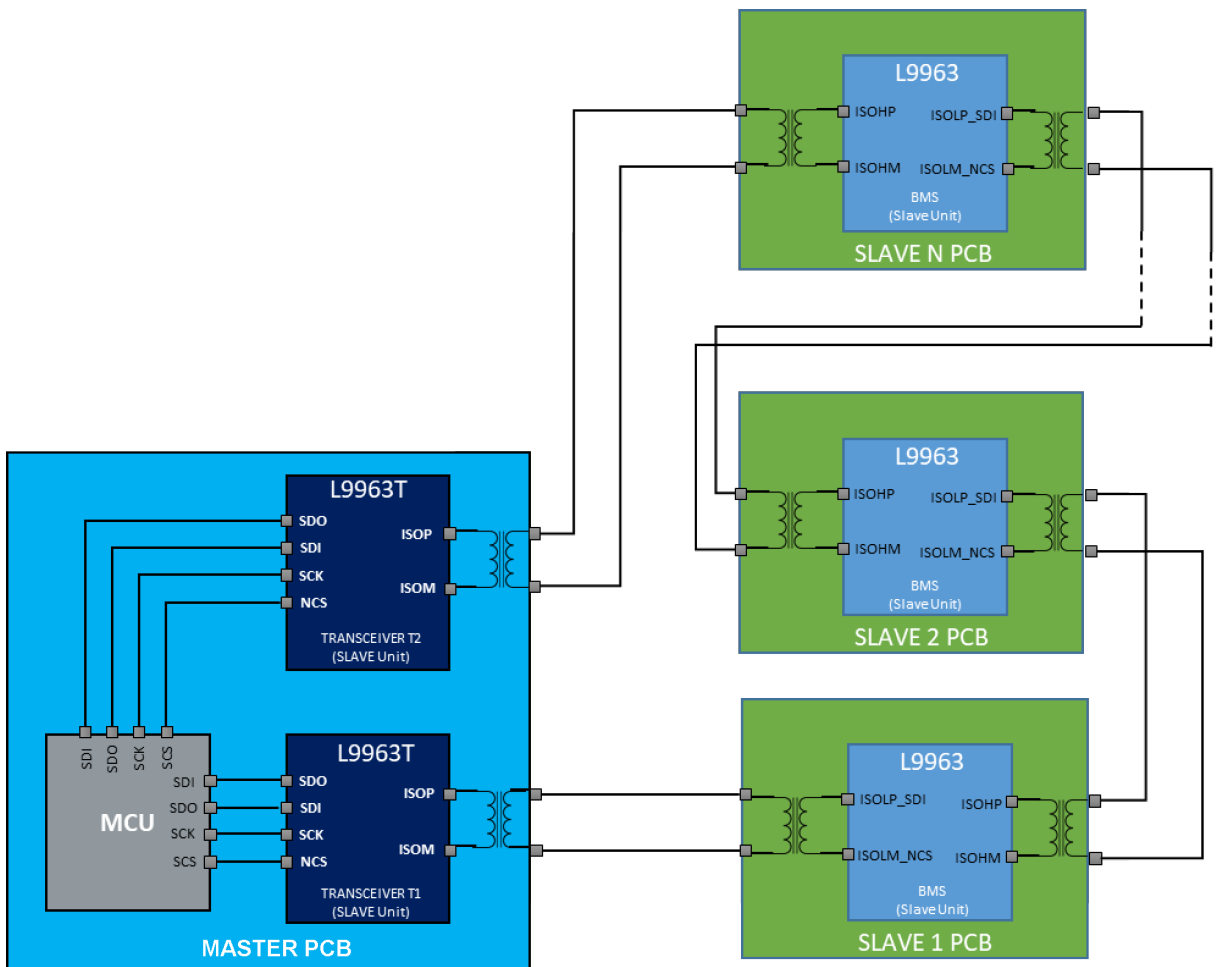 L9963
ISOHP
ISOLP_SDI
ISOHM
ISOLM_NCS
BMS
(Slave Unit)
SLAVE N PCB
L9963
ISOHP
ISOLP_SDI
ISOHM
ISOLM_NCS
BMS
(Slave Unit)
SLAVE 2 PCB
L9963T
SDO
ISOP
SDI
SCK
ISOM
NCS
TRANSCEIVER T2
(SLAVE Unit)
SDI
SDO
SCK
SCS
SDI
SDO
SCK
SCS
MCU
L9963T
SDO
ISOP
SDI
SCK
ISOM
NCS
TRANSCEIVER T1
(SLAVE Unit)
MASTER PCB
L9963
ISOLP_SDI
ISOHP
ISOLM_NCS
ISOHM
BMS
(Slave Unit)
SLAVE 1 PCB